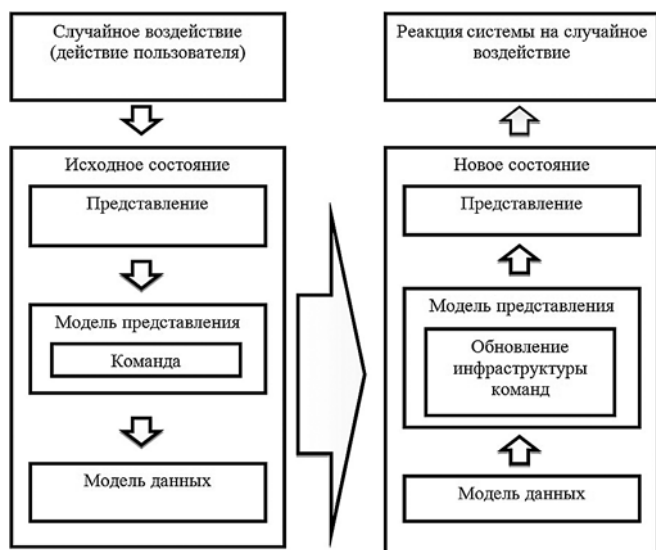 Случайное воздействие
(действие пользователя)
Исходное состояние
Представление
Модель представления
Команда
Модель данных
Реакция системы на случайное
воздействие
Новое состояние
Представление
Модель представления
Обновление
инфраструктуры
команд
Модель данных